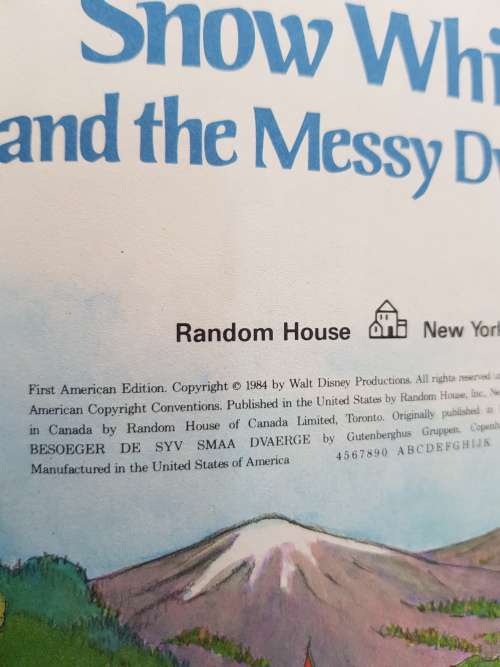 Snow Whi
and the Messy D
Random House New York
First American Edition. Copyright © 1984 by Walt Disney Productions. All rights reserved
American Copyright Conventions. Published in the United States by Random House, Inc., Ne
in Canada by Random House of Canada Limited, Toronto. Originally published
BESOEGER DE SYV SMAA DVAERGE by Gutenberghus Gruppen, Copenh
Manufactured in the United States of America 4567890 ABCDEFGHIJK